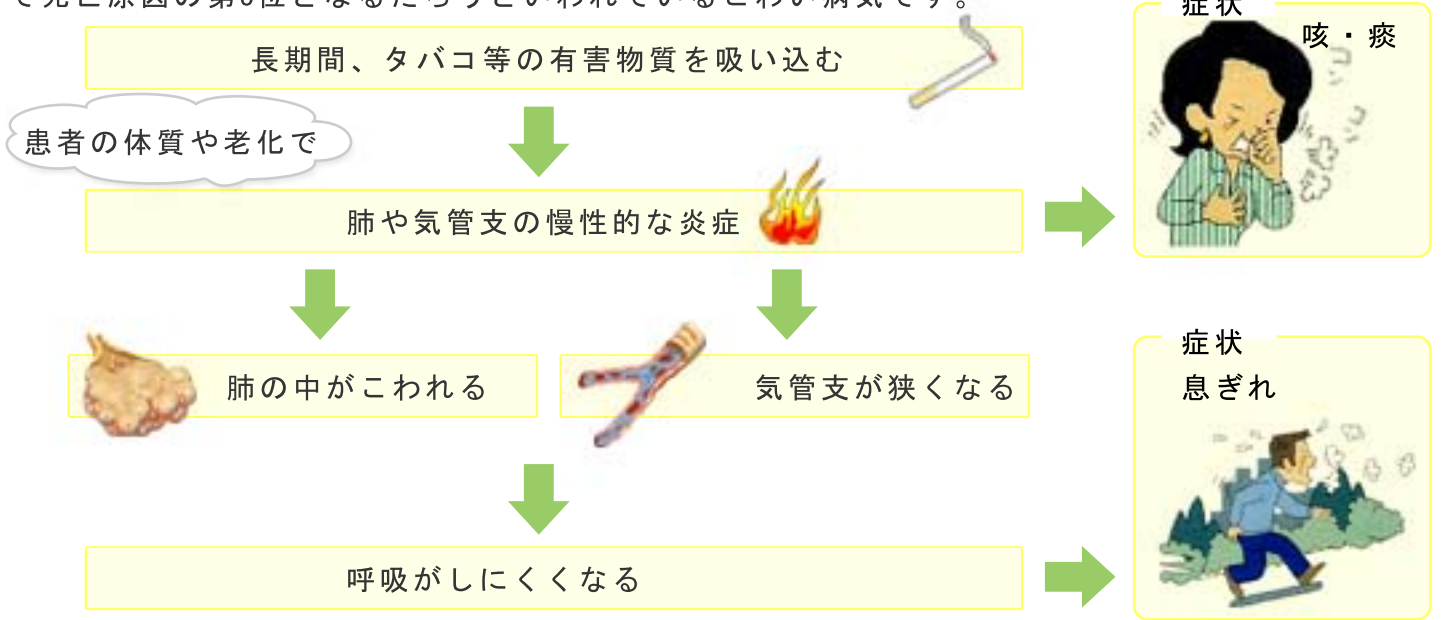 症状
長期間、タバコ等の有害物質を吸い込む
咳・痰
患者の体質や老化で
肺や気管支の慢性的な炎症
肺の中がこわれる
気管支が狭くなる
症状
息ぎれ
呼吸がしにくくなる